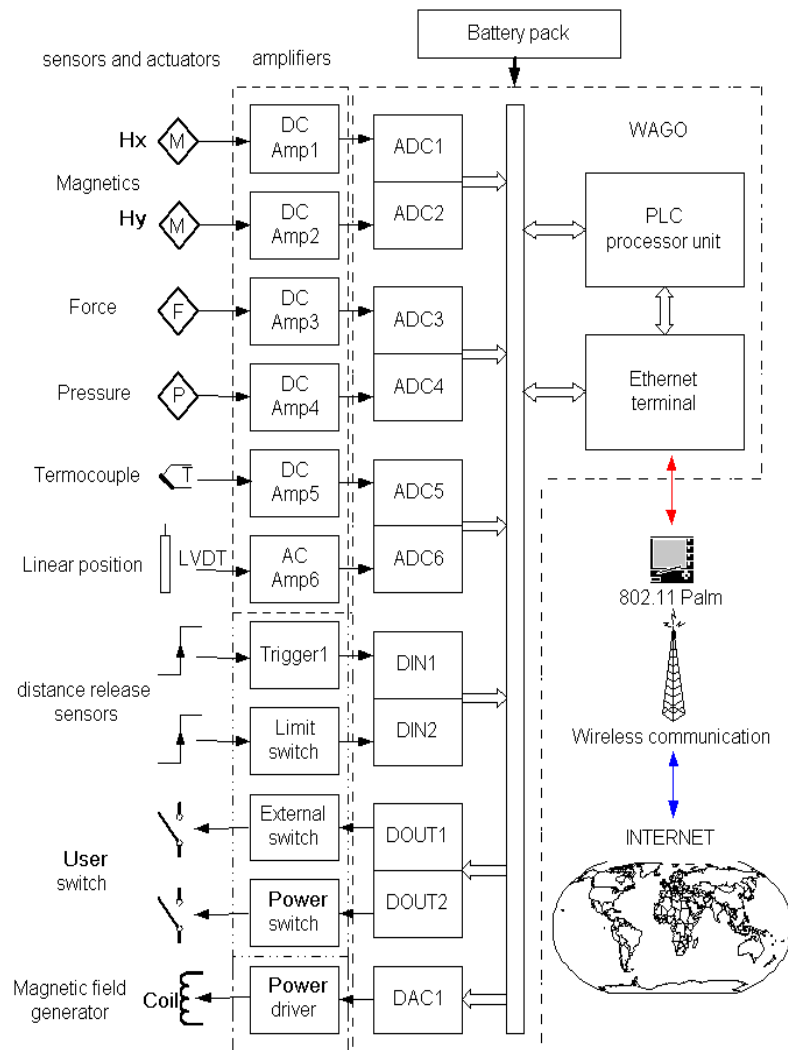 Battery pack
sensors and actuators
amplifiers
WAGO
Hx
M
DC
Amp1
ADC1
Magnetics
Hy
M
DC
Amp2
ADC2
PLC
processor unit
Force
F
DC
Amp3
ADC3
Pressure
P
DC
Amp4
ADC4
Ethernet
terminal
Termocouple
T
DC
Amp5
ADC5
Linear position
LVDT
AC
Amp6
ADC6
802.11 Palm
distance release
sensors
Trigger1
DIN1
Limit
switch
DIN2
Wireless communication
User
switch
External
switch
DOUT1
Power
switch
DOUT2
INTERNET
Magnetic field
generator
Coil
Power
driver
DAC1